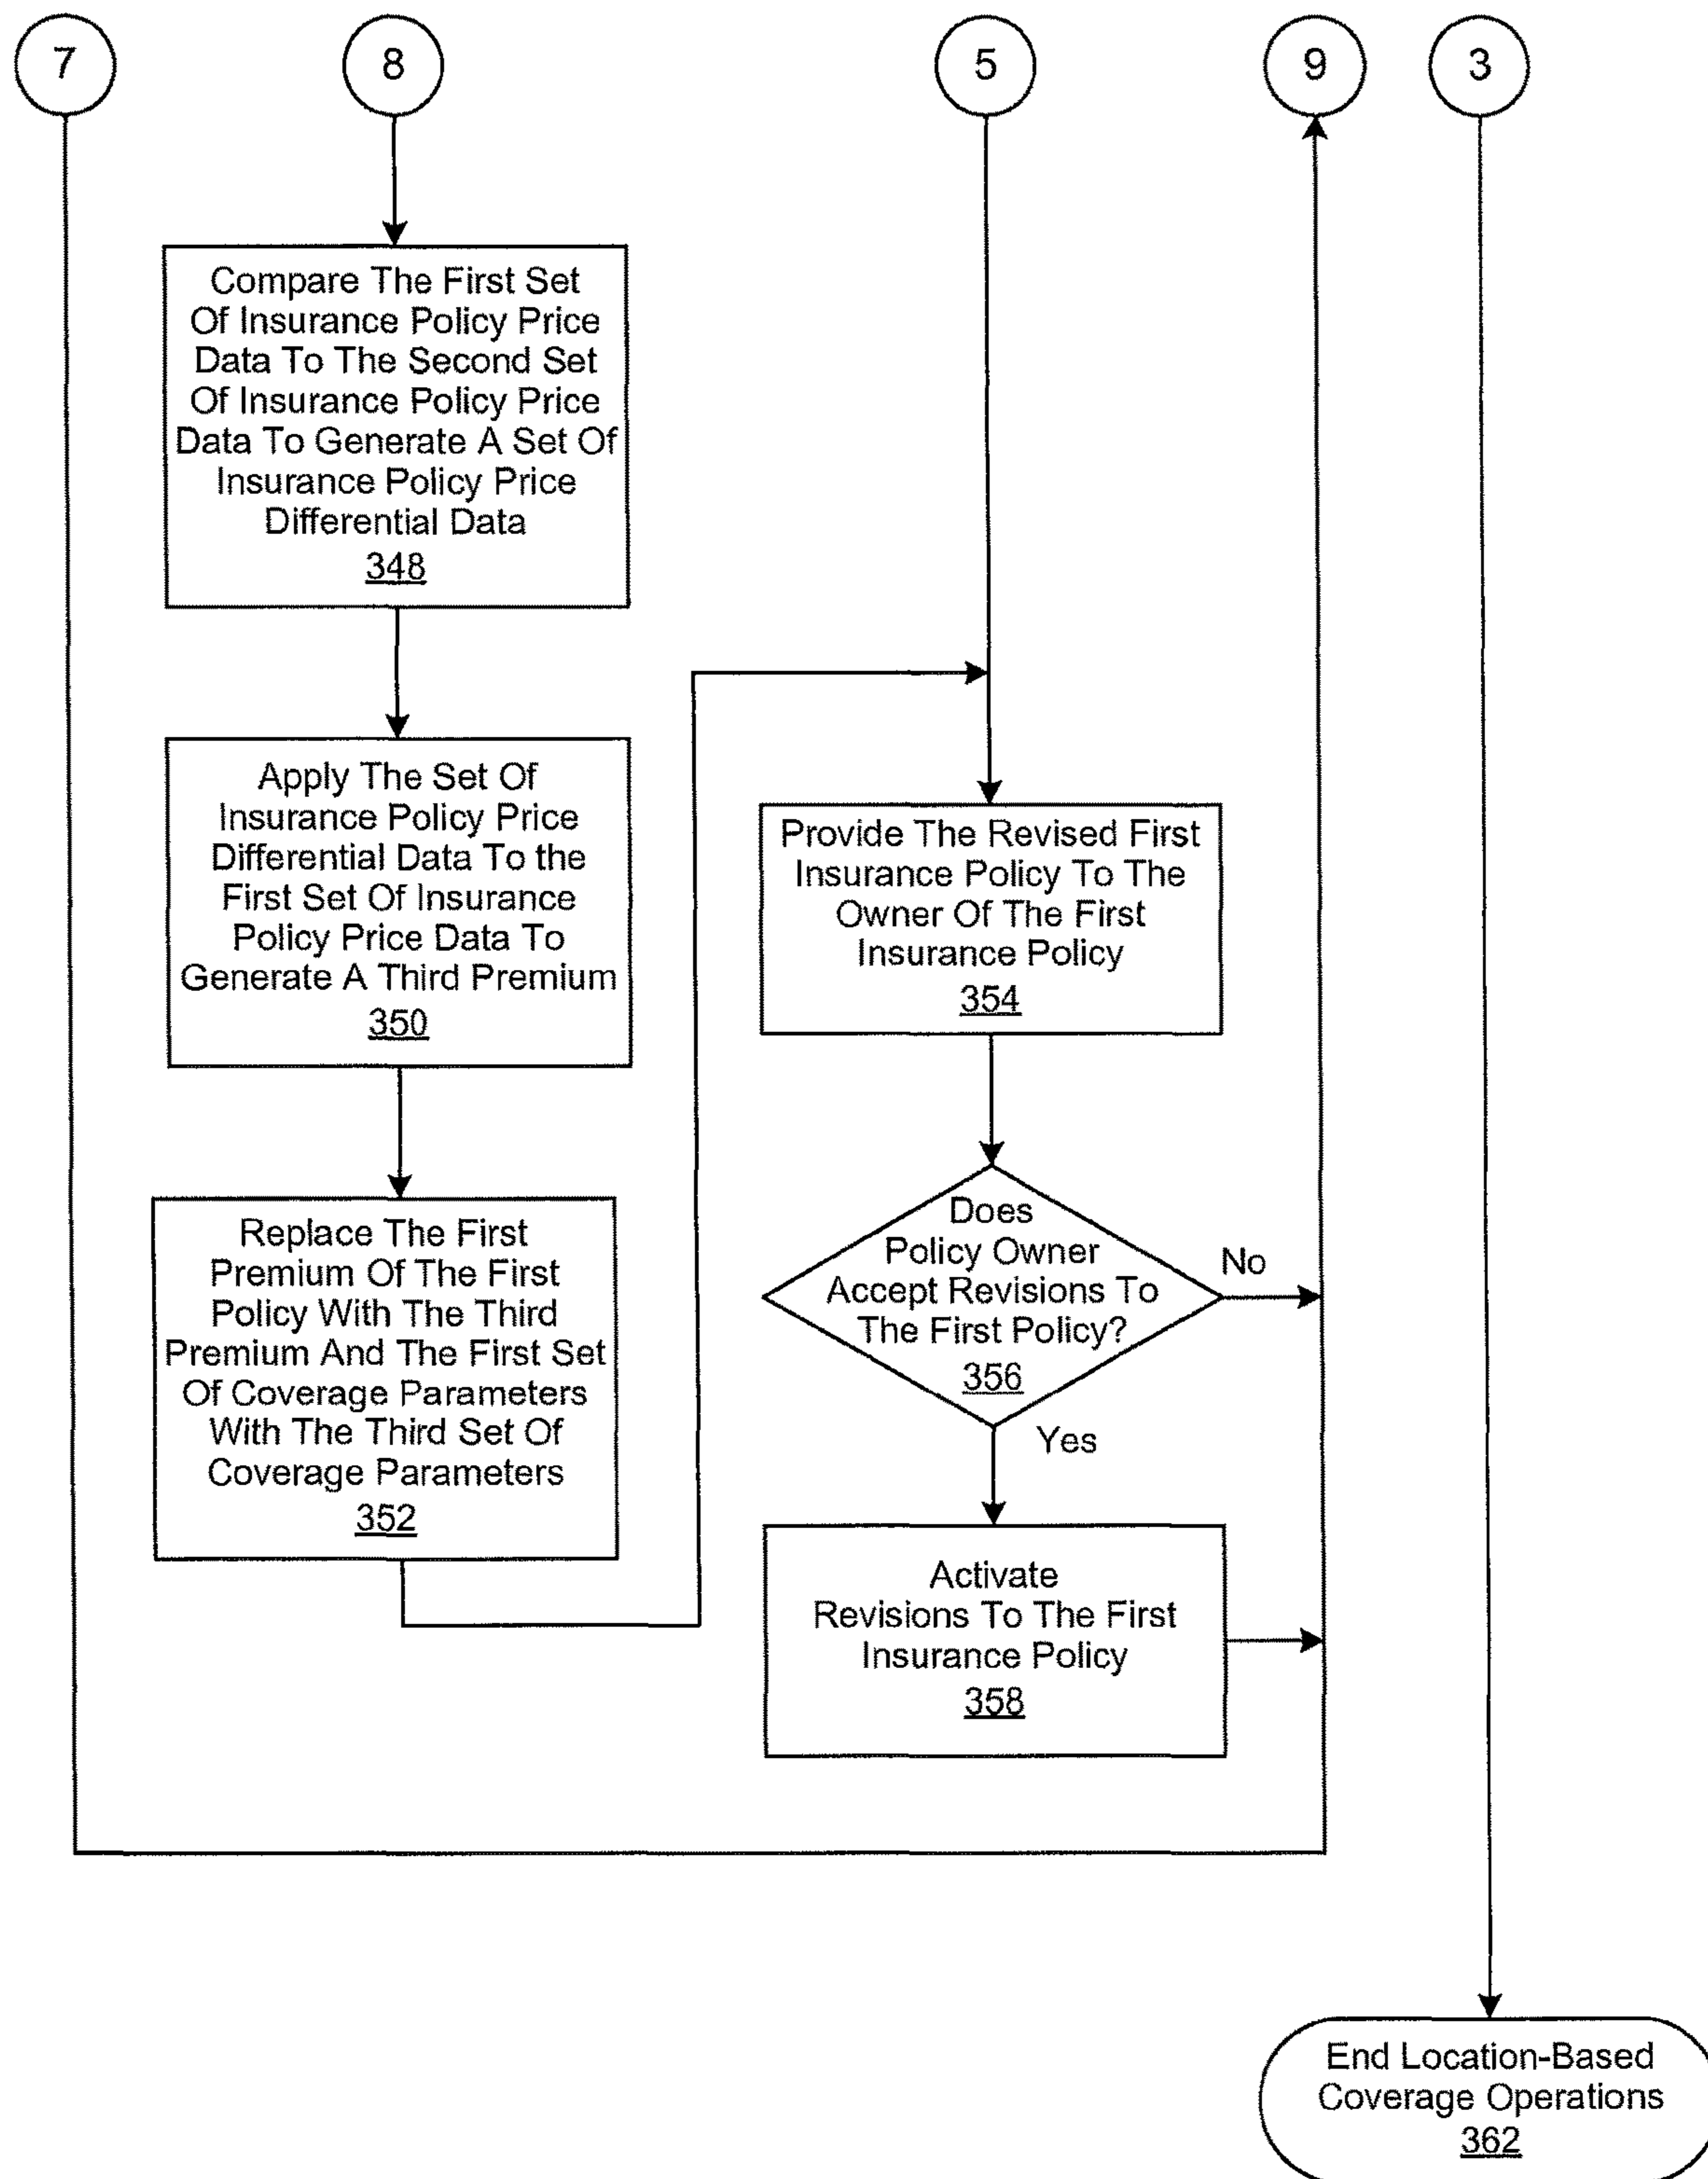 7
8
5
9
3
Compare The First Set
Of Insurance Policy Price
Data To The Second Set
Of Insurance Policy Price
Data To Generate A Set Of
Insurance Policy Price
Differential Data
348
Apply The Set Of
Insurance Policy Price
Differential Data To the
First Set Of Insurance
Policy Price Data To
Generate A Third Premium
350
Replace The First
Premium Of The First
Policy With The Third
Premium And The First Set
Of Coverage Parameters
With The Third Set Of
Coverage Parameters
352
Provide The Revised First
Insurance Policy To The
Owner Of The First
Insurance Policy
354
Does
Policy Owner
Accept Revisions To
The First Policy?
356
No
Yes
Activate
Revisions To The First
Insurance Policy
358
End Location-Based
Coverage Operations
362